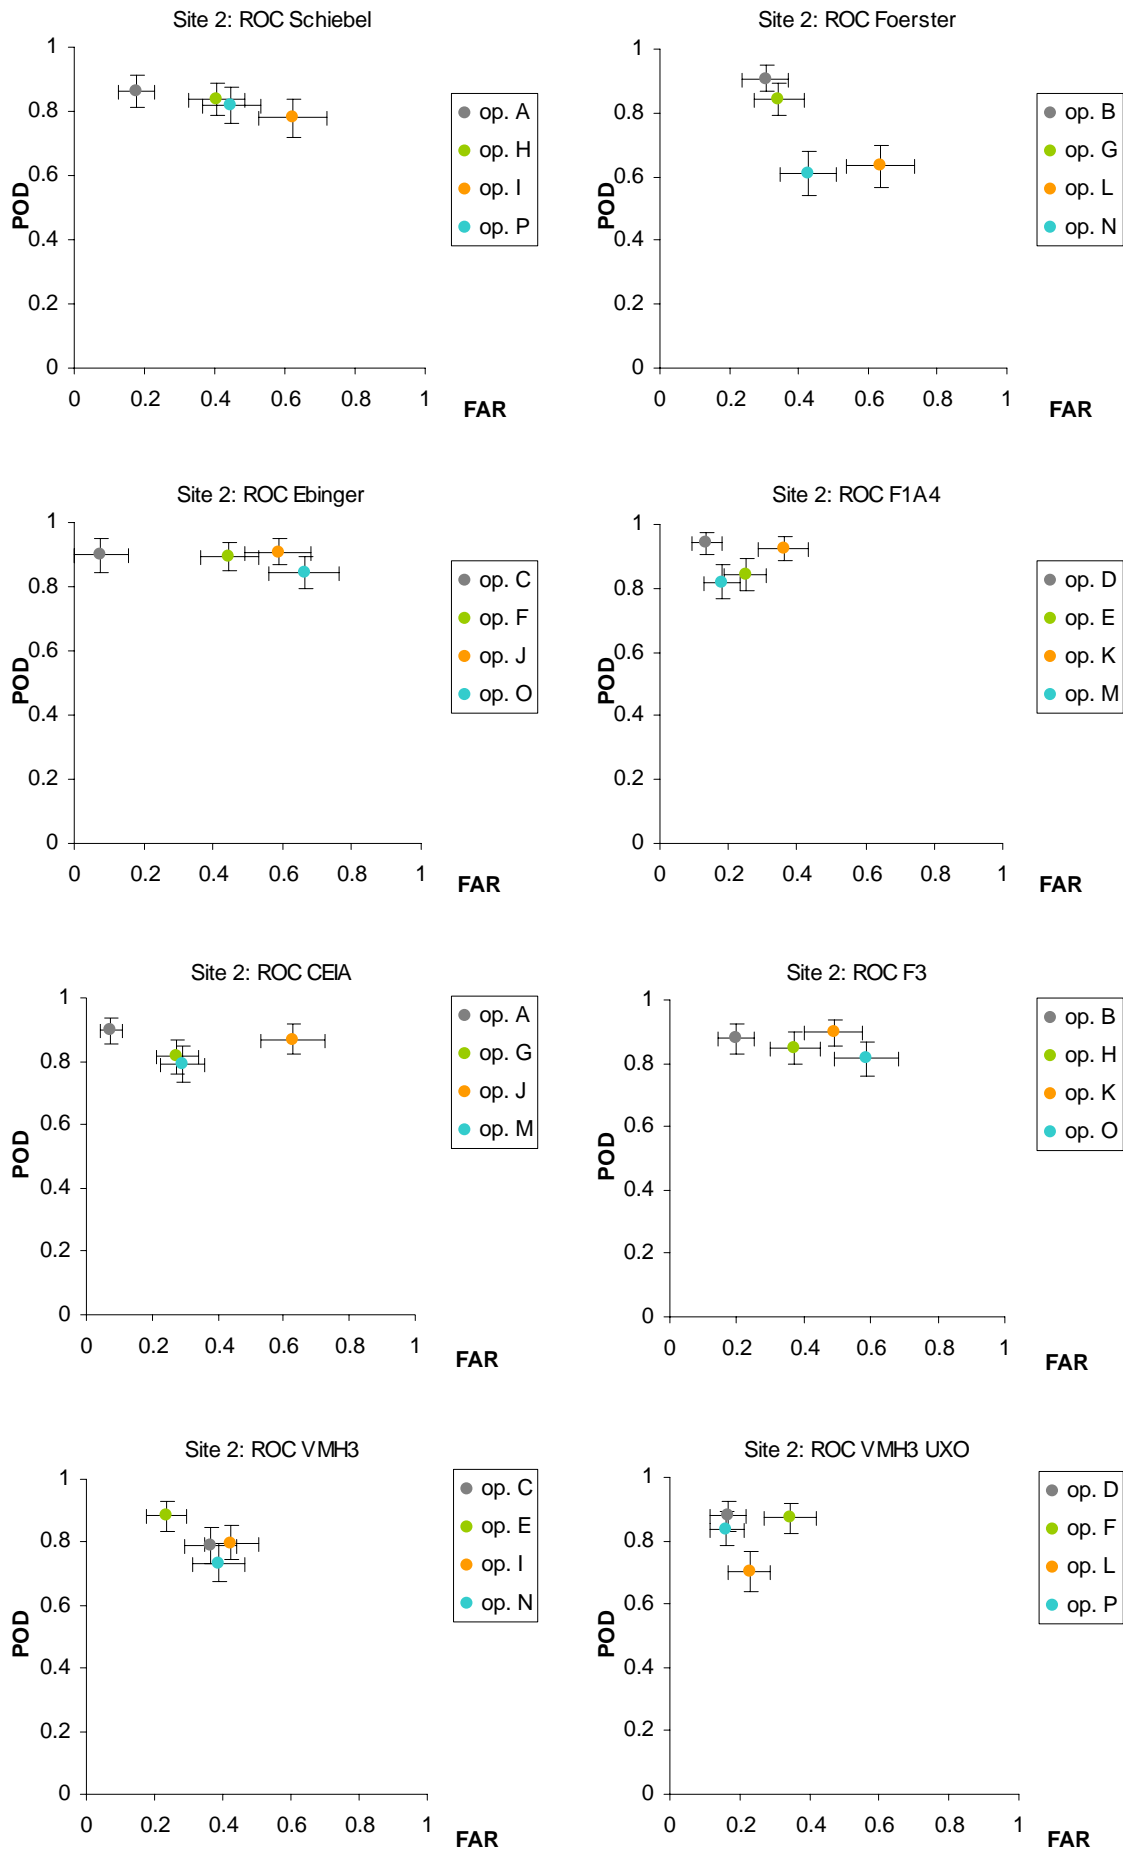 Site 2: ROC Schiebel
1
0.8
0.6
0.4
0.2
0
POD
0 0.2 0.4 0.6 0.8 1
FAR
op. A
op. H
op. I
op. P
Site 2: ROC Foerster
1
0.8
0.6
0.4
0.2
0
POD
0 0.2 0.4 0.6 0.8 1
FAR
op. B
op. G
op. L
op. N
Site 2: ROC Ebinger
1
0.8
0.6
0.4
0.2
0
POD
0 0.2 0.4 0.6 0.8 1
FAR
op. C
op. F
op. J
op. O
Site 2: ROC F1A4
1
0.8
0.6
0.4
0.2
0
POD
0 0.2 0.4 0.6 0.8 1
FAR
op. D
op. E
op. K
op. M
Site 2: ROC CEIA
1
0.8
0.6
0.4
0.2
0
POD
0 0.2 0.4 0.6 0.8 1
FAR
op. A
op. G
op. J
op. M
Site 2: ROC F3
1
0.8
0.6
0.4
0.2
0
POD
0 0.2 0.4 0.6 0.8 1
FAR
op. B
op. H
op. K
op. O
Site 2: ROC VMH3
1
0.8
0.6
0.4
0.2
0
POD
0 0.2 0.4 0.6 0.8 1
FAR
op. C
op. E
op. I
op. N
Site 2: ROC VMH3 UXO
1
0.8
0.6
0.4
0.2
0
POD
0 0.2 0.4 0.6 0.8 1
FAR
op. D
op. F
op. L
op. P